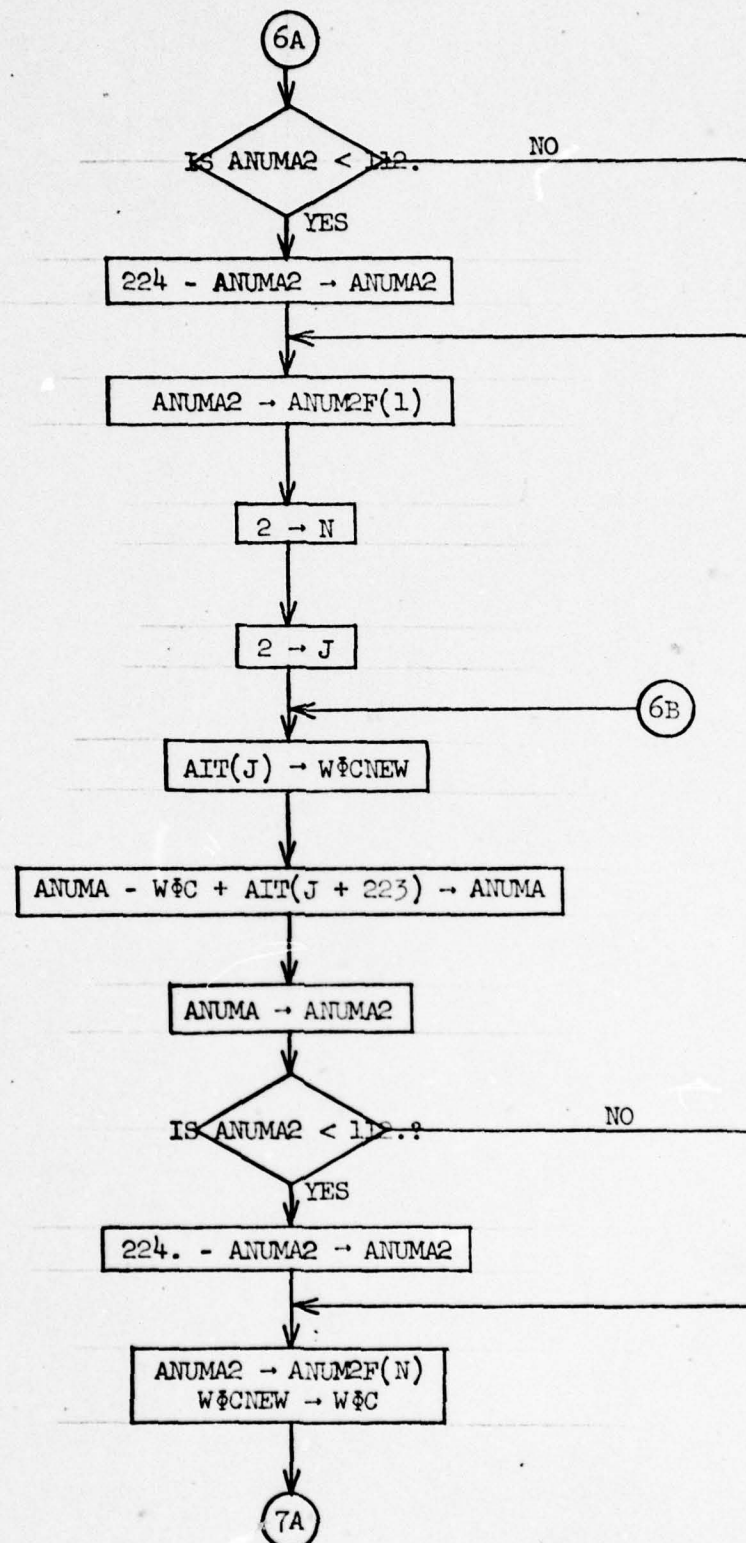 6A
IS ANUMA2 < 112.
NO
YES
224 - ANUMA2 → ANUMA2
ANUMA2 → ANUM2F(1)
2 → N
2 → J
6B
AIT(J) → WΦCNEW
ANUMA - WΦC + AIT(J + 223) → ANUMA
ANUMA → ANUMA2
IS ANUMA2 < 112.?
NO
YES
224. - ANUMA2 → ANUMA2
ANUMA2 → ANUM2F(N)
WΦCNEW → WΦC
7A